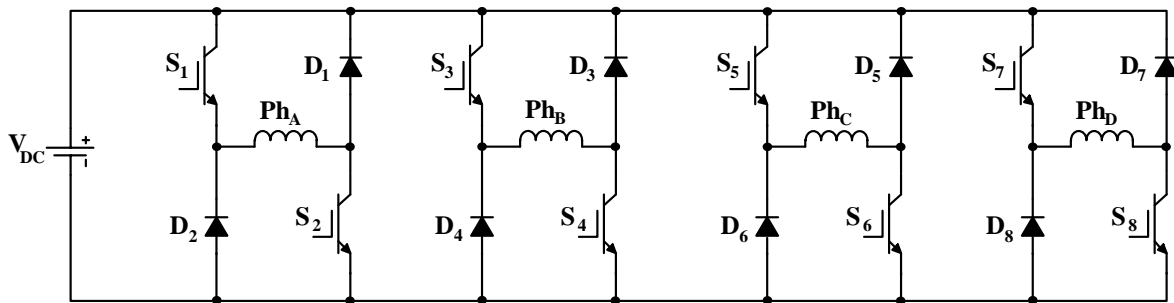 S1 D1 S3 D3 S5 D5 S7 D7
PhA PhB PhC PhD
VDC + -
D2 S2 D4 S4 D6 S6 D8 S8